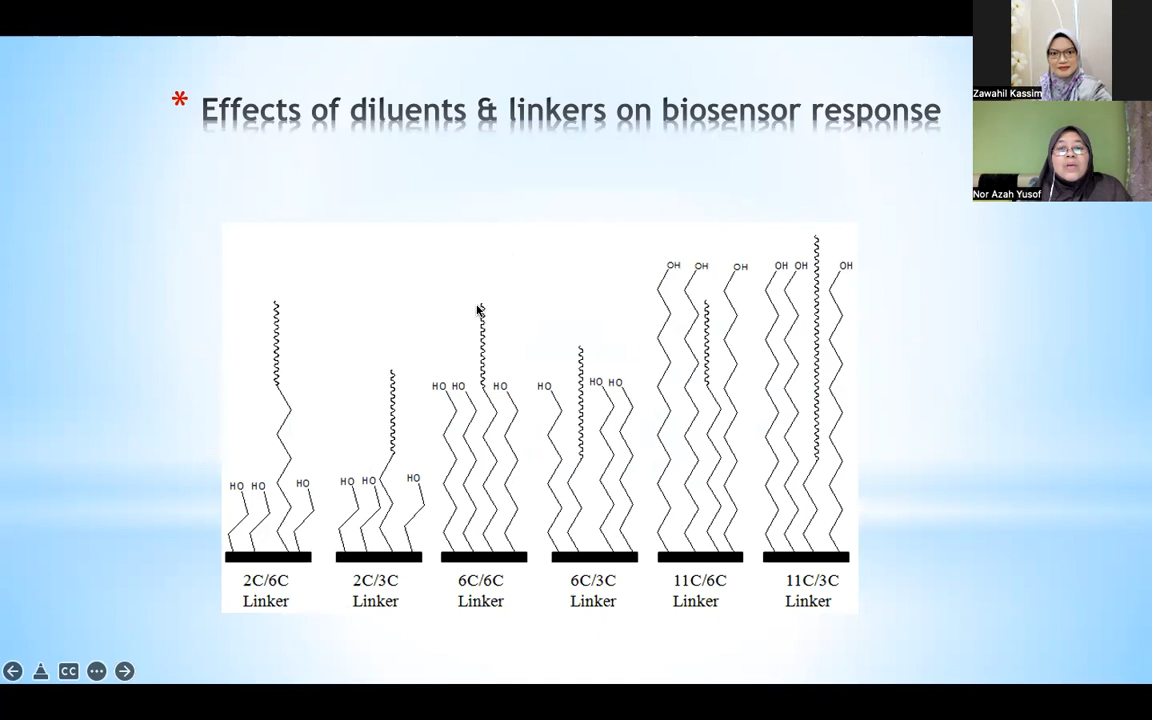 Zawahil Kassim
* Effects of diluents & linkers on biosensor response
Nor Azah Yusof
OH OH OH OH OH OH
HO HO HO HO HO HO
HO HO HO HO HO HO
2C/6C Linker
2C/3C Linker
6C/6C Linker
6C/3C Linker
11C/6C Linker
11C/3C Linker
CC